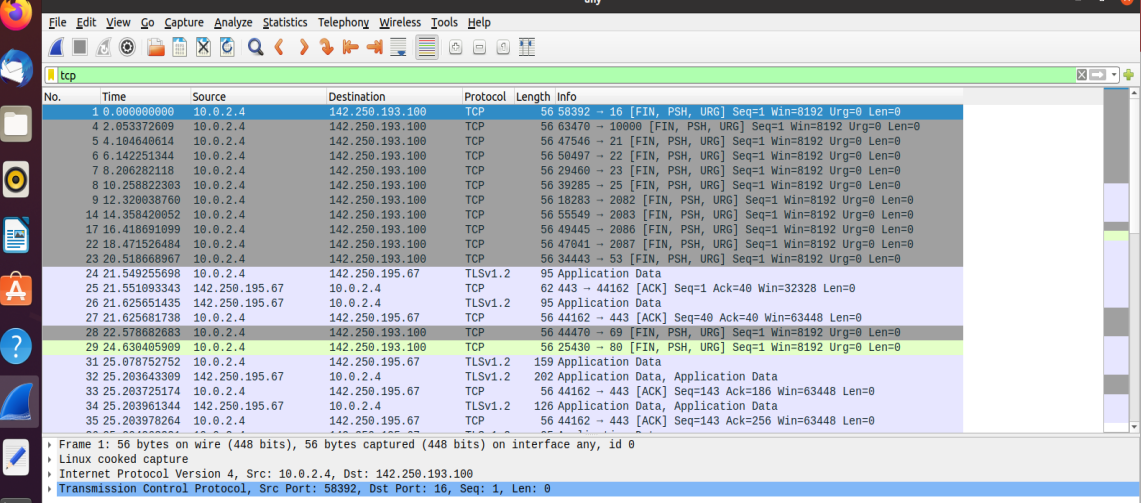 any
File Edit View Go Capture Analyze Statistics Telephony Wireless Tools Help
tcp
No. Time Source Destination Protocol Length Info
1 0.000000000 10.0.2.4 142.250.193.100 TCP 56 58392 → 16 [FIN, PSH, URG] Seq=1 Win=8192 Urg=0 Len=0
4 2.053372609 10.0.2.4 142.250.193.100 TCP 56 63470 → 10000 [FIN, PSH, URG] Seq=1 Win=8192 Urg=0 Len=0
5 4.104640614 10.0.2.4 142.250.193.100 TCP 56 47546 → 21 [FIN, PSH, URG] Seq=1 Win=8192 Urg=0 Len=0
6 6.142251344 10.0.2.4 142.250.193.100 TCP 56 50497 → 22 [FIN, PSH, URG] Seq=1 Win=8192 Urg=0 Len=0
7 8.206282118 10.0.2.4 142.250.193.100 TCP 56 29460 → 23 [FIN, PSH, URG] Seq=1 Win=8192 Urg=0 Len=0
8 10.258822303 10.0.2.4 142.250.193.100 TCP 56 39285 → 25 [FIN, PSH, URG] Seq=1 Win=8192 Urg=0 Len=0
9 12.320038760 10.0.2.4 142.250.193.100 TCP 56 18283 → 2082 [FIN, PSH, URG] Seq=1 Win=8192 Urg=0 Len=0
14 14.358420052 10.0.2.4 142.250.193.100 TCP 56 55549 → 2083 [FIN, PSH, URG] Seq=1 Win=8192 Urg=0 Len=0
17 16.418691099 10.0.2.4 142.250.193.100 TCP 56 49445 → 2086 [FIN, PSH, URG] Seq=1 Win=8192 Urg=0 Len=0
22 18.471526484 10.0.2.4 142.250.193.100 TCP 56 47041 → 2087 [FIN, PSH, URG] Seq=1 Win=8192 Urg=0 Len=0
23 20.518668967 10.0.2.4 142.250.193.100 TCP 56 34443 → 53 [FIN, PSH, URG] Seq=1 Win=8192 Urg=0 Len=0
24 21.549255698 10.0.2.4 142.250.195.67 TLSv1.2 95 Application Data
25 21.551093343 142.250.195.67 10.0.2.4 TCP 62 443 → 44162 [ACK] Seq=1 Ack=40 Win=32328 Len=0
26 21.625651435 142.250.195.67 10.0.2.4 TLSv1.2 95 Application Data
27 21.625681738 10.0.2.4 142.250.195.67 TCP 56 44162 → 443 [ACK] Seq=40 Ack=40 Win=63448 Len=0
28 22.578682683 10.0.2.4 142.250.193.100 TCP 56 44470 → 69 [FIN, PSH, URG] Seq=1 Win=8192 Urg=0 Len=0
29 24.630405909 10.0.2.4 142.250.193.100 TCP 56 25430 → 80 [FIN, PSH, URG] Seq=1 Win=8192 Urg=0 Len=0
31 25.078752752 10.0.2.4 142.250.195.67 TLSv1.2 159 Application Data
32 25.203643309 142.250.195.67 10.0.2.4 TLSv1.2 202 Application Data, Application Data
33 25.203725174 10.0.2.4 142.250.195.67 TCP 56 44162 → 443 [ACK] Seq=143 Ack=186 Win=63448 Len=0
34 25.203961344 142.250.195.67 10.0.2.4 TLSv1.2 126 Application Data, Application Data
35 25.203978264 10.0.2.4 142.250.195.67 TCP 56 44162 → 443 [ACK] Seq=143 Ack=256 Win=63448 Len=0
Frame 1: 56 bytes on wire (448 bits), 56 bytes captured (448 bits) on interface any, id 0
Linux cooked capture
Internet Protocol Version 4, Src: 10.0.2.4, Dst: 142.250.193.100
Transmission Control Protocol, Src Port: 58392, Dst Port: 16, Seq: 1, Len: 0